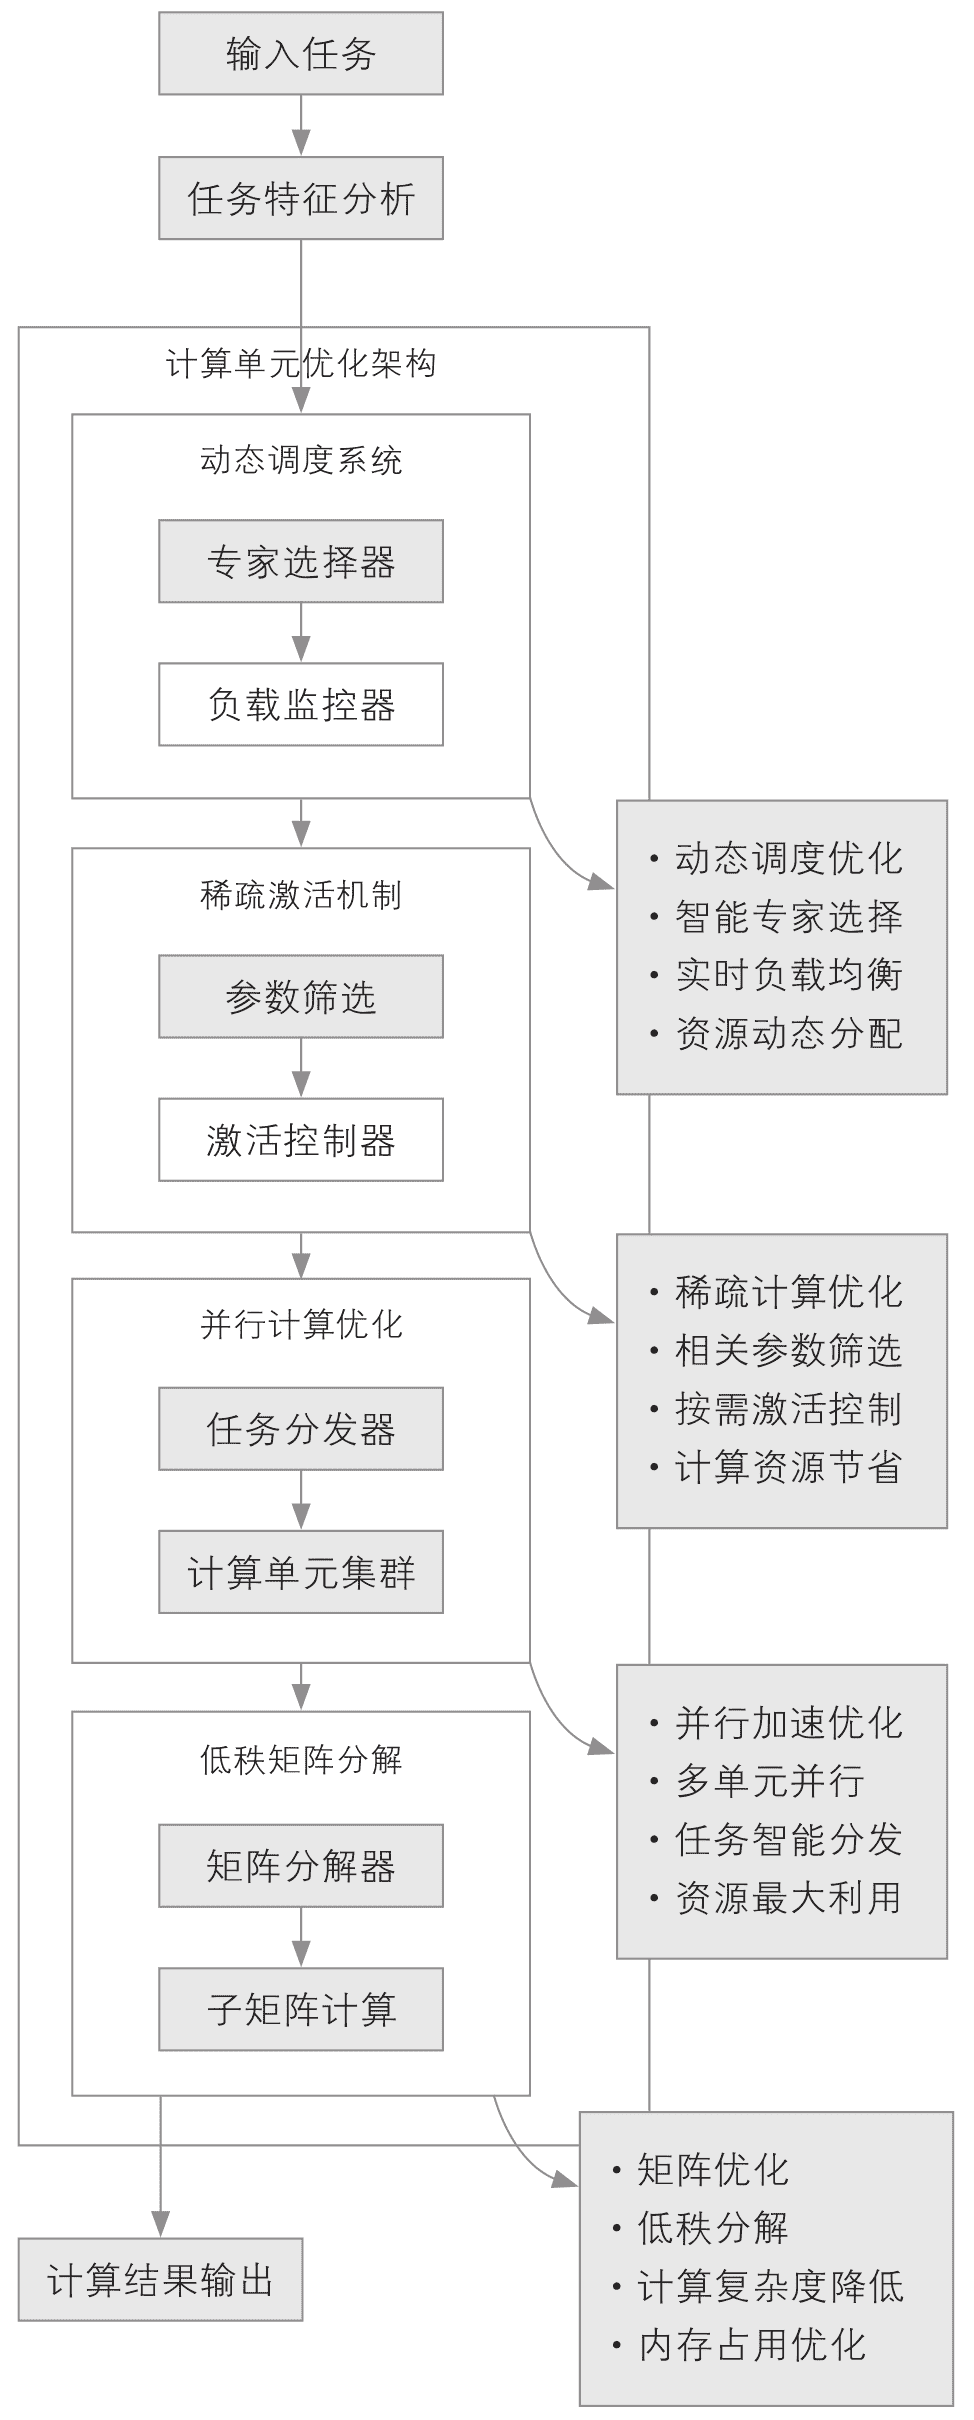 输入任务
任务特征分析
计算单元优化架构
动态调度系统
专家选择器
负载监控器
• 动态调度优化
• 智能专家选择
• 实时负载均衡
• 资源动态分配
稀疏激活机制
参数筛选
激活控制器
• 稀疏计算优化
• 相关参数筛选
• 按需激活控制
• 计算资源节省
并行计算优化
任务分发器
计算单元集群
• 并行加速优化
• 多单元并行
• 任务智能分发
• 资源最大利用
低秩矩阵分解
矩阵分解器
子矩阵计算
• 矩阵优化
• 低秩分解
• 计算复杂度降低
• 内存占用优化
计算结果输出